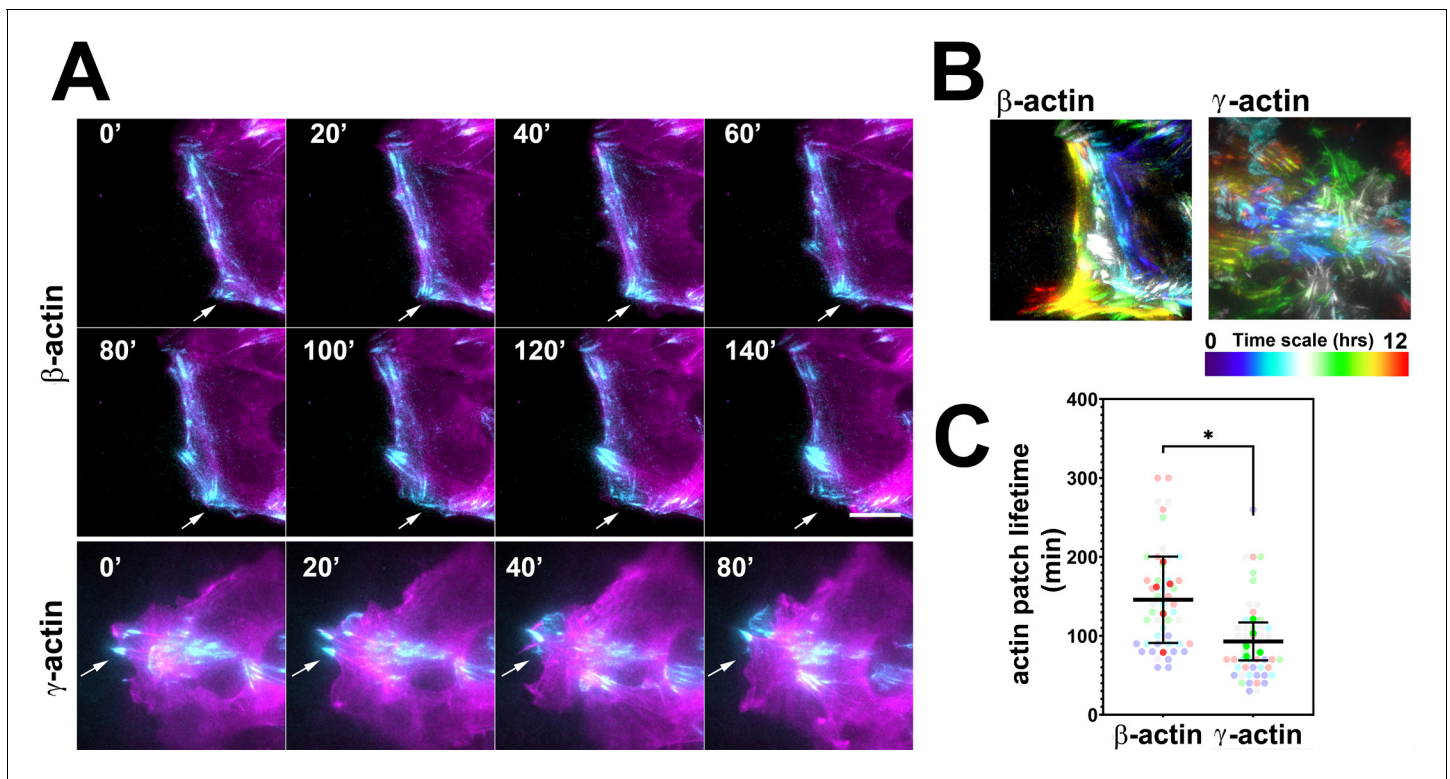 A
β-actin
0’ 20’ 40’ 60’
80’ 100’ 120’ 140’
γ-actin
0’ 20’ 40’ 80’
B
β-actin γ-actin
0 Time scale (hrs) 12
C
actin patch lifetime
(min)
400
300
200
100
0
*
β-actin γ-actin